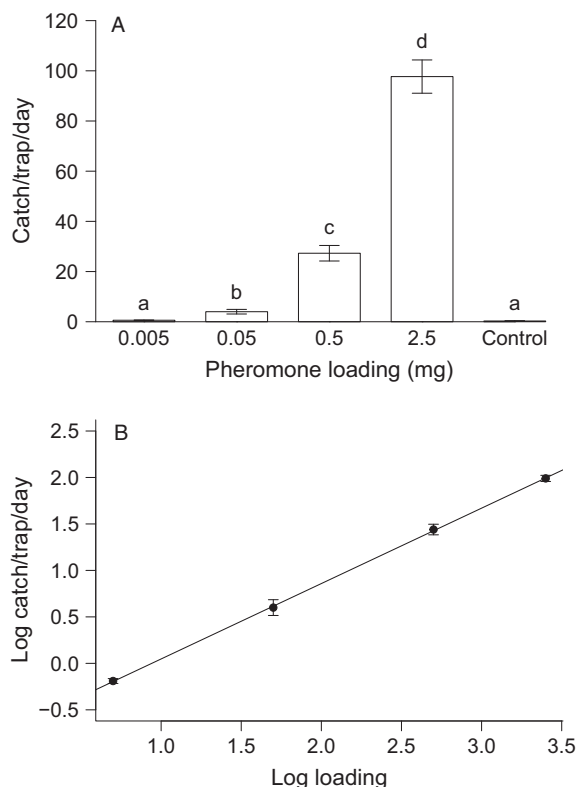 A
Catch/trap/day
120
100
80
60
40
20
0
a
b
c
d
a
0.005 0.05 0.5 2.5 Control
Pheromone loading (mg)
B
Log catch/trap/day
2.5
2.0
1.5
1.0
0.5
0.0
−0.5
1.0 1.5 2.0 2.5 3.0 3.5
Log loading